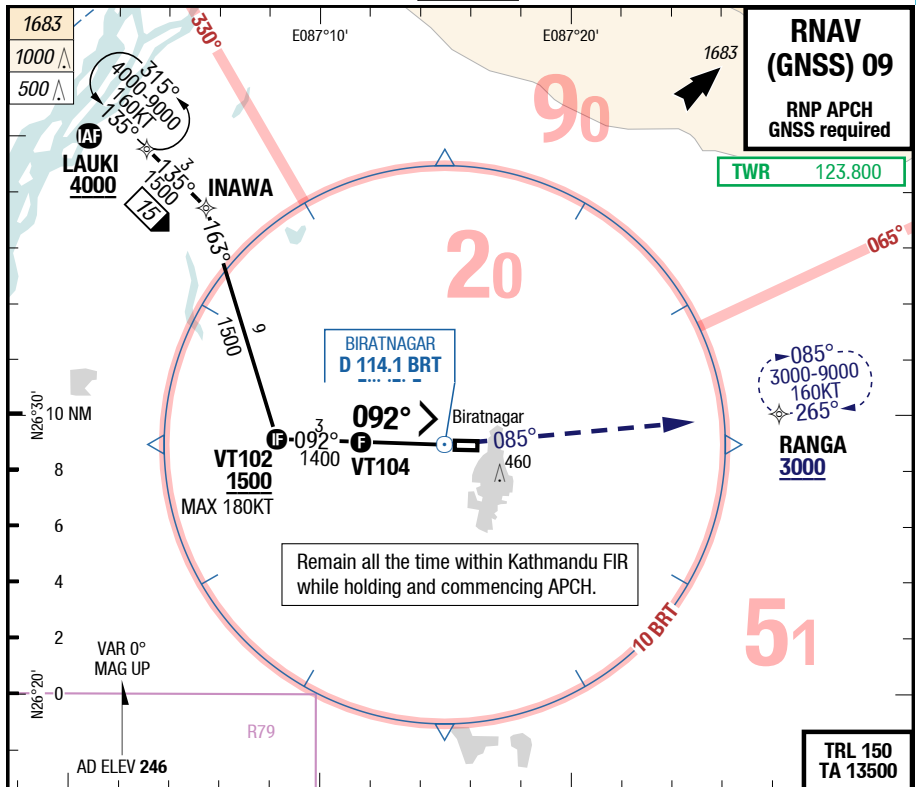 1683
1000
500
330°
E087°10'
E087°20'
1683
RNAV
(GNSS) 09
RNP APCH
GNSS required
TWR 123.800
315°
4000-9000
160KT
135°
IAF
LAUKI
4000
3
135°
1500
15
INAWA
163°
9
1500
90
20
065°
BIRATNAGAR
D 114.1 BRT
085°
3000-9000
160KT
265°
RANGA
3000
N26°30'
10 NM
8
6
4
2
0
N26°20'
IF
VT102
1500
MAX 180KT
3
092°
1400
092°
F
VT104
Biratnagar
085°
460
Remain all the time within Kathmandu FIR
while holding and commencing APCH.
10 BRT
51
VAR 0°
MAG UP
R79
AD ELEV 246
TRL 150
TA 13500